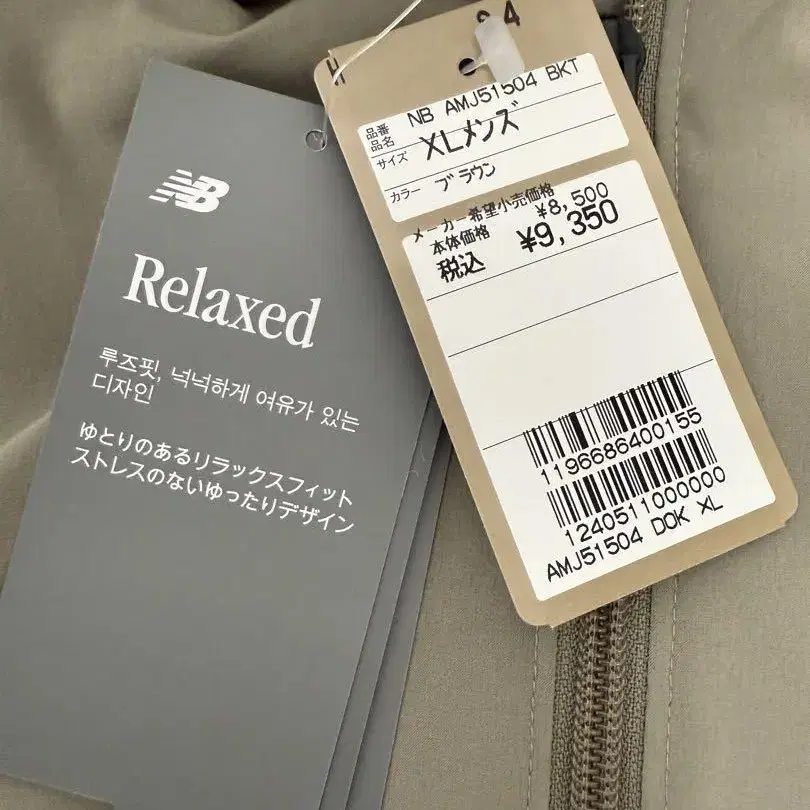 NB
Relaxed
루즈핏, 넉넉하게 여유가 있는
디자인
ゆとりのあるリラックスフィット
ストレスのないゆったりデザイン
品番 NB AMJ51504 BKT
品名
サイズ XLメンズ
カラー ブラウン
メーカー希望小売価格
本体価格 ¥8,500
税込 ¥9,350
1196686400155
1240511000000
AMJ51504 DOK XL